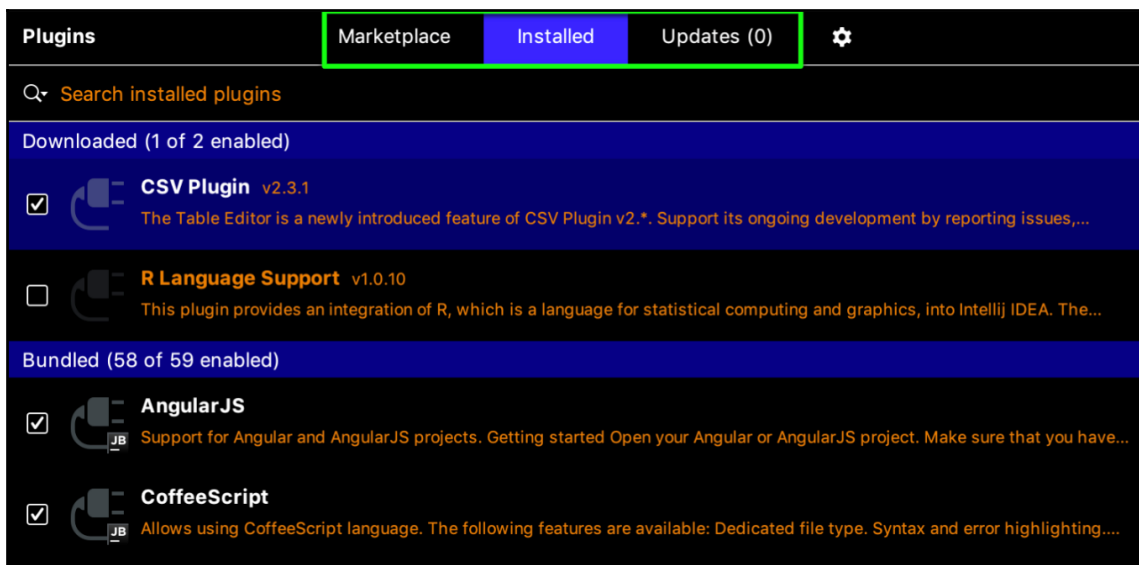 Plugins Marketplace Installed Updates (0)
Search installed plugins
Downloaded (1 of 2 enabled)
CSV Plugin v2.3.1
The Table Editor is a newly introduced feature of CSV Plugin v2.*. Support its ongoing development by reporting issues,...
R Language Support v1.0.10
This plugin provides an integration of R, which is a language for statistical computing and graphics, into Intellij IDEA. The...
Bundled (58 of 59 enabled)
AngularJS
JB
Support for Angular and AngularJS projects. Getting started Open your Angular or AngularJS project. Make sure that you have...
CoffeeScript
JB
Allows using CoffeeScript language. The following features are available: Dedicated file type. Syntax and error highlighting....